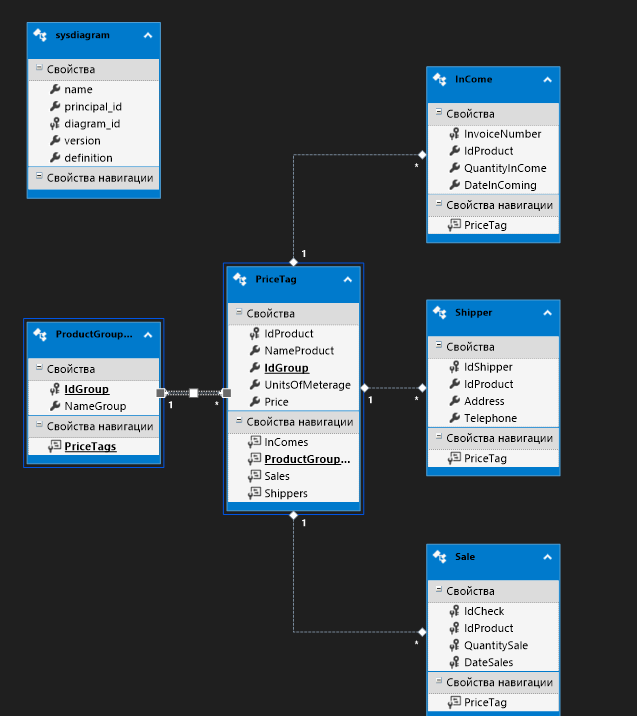 sysdiagram
Свойства
name
principal_id
diagram_id
version
definition
Свойства навигации
InCome
Свойства
InvoiceNumber
IdProduct
QuantityInCome
DateInComing
Свойства навигации
PriceTag
*
1
PriceTag
Свойства
IdProduct
NameProduct
IdGroup
UnitsOfMeterage
Price
Свойства навигации
InComes
ProductGroup...
Sales
Shippers
ProductGroup...
Свойства
IdGroup
NameGroup
Свойства навигации
PriceTags
1
*
1
*
Shipper
Свойства
IdShipper
IdProduct
Address
Telephone
Свойства навигации
PriceTag
1
*
Sale
Свойства
IdCheck
IdProduct
QuantitySale
DateSales
Свойства навигации
PriceTag